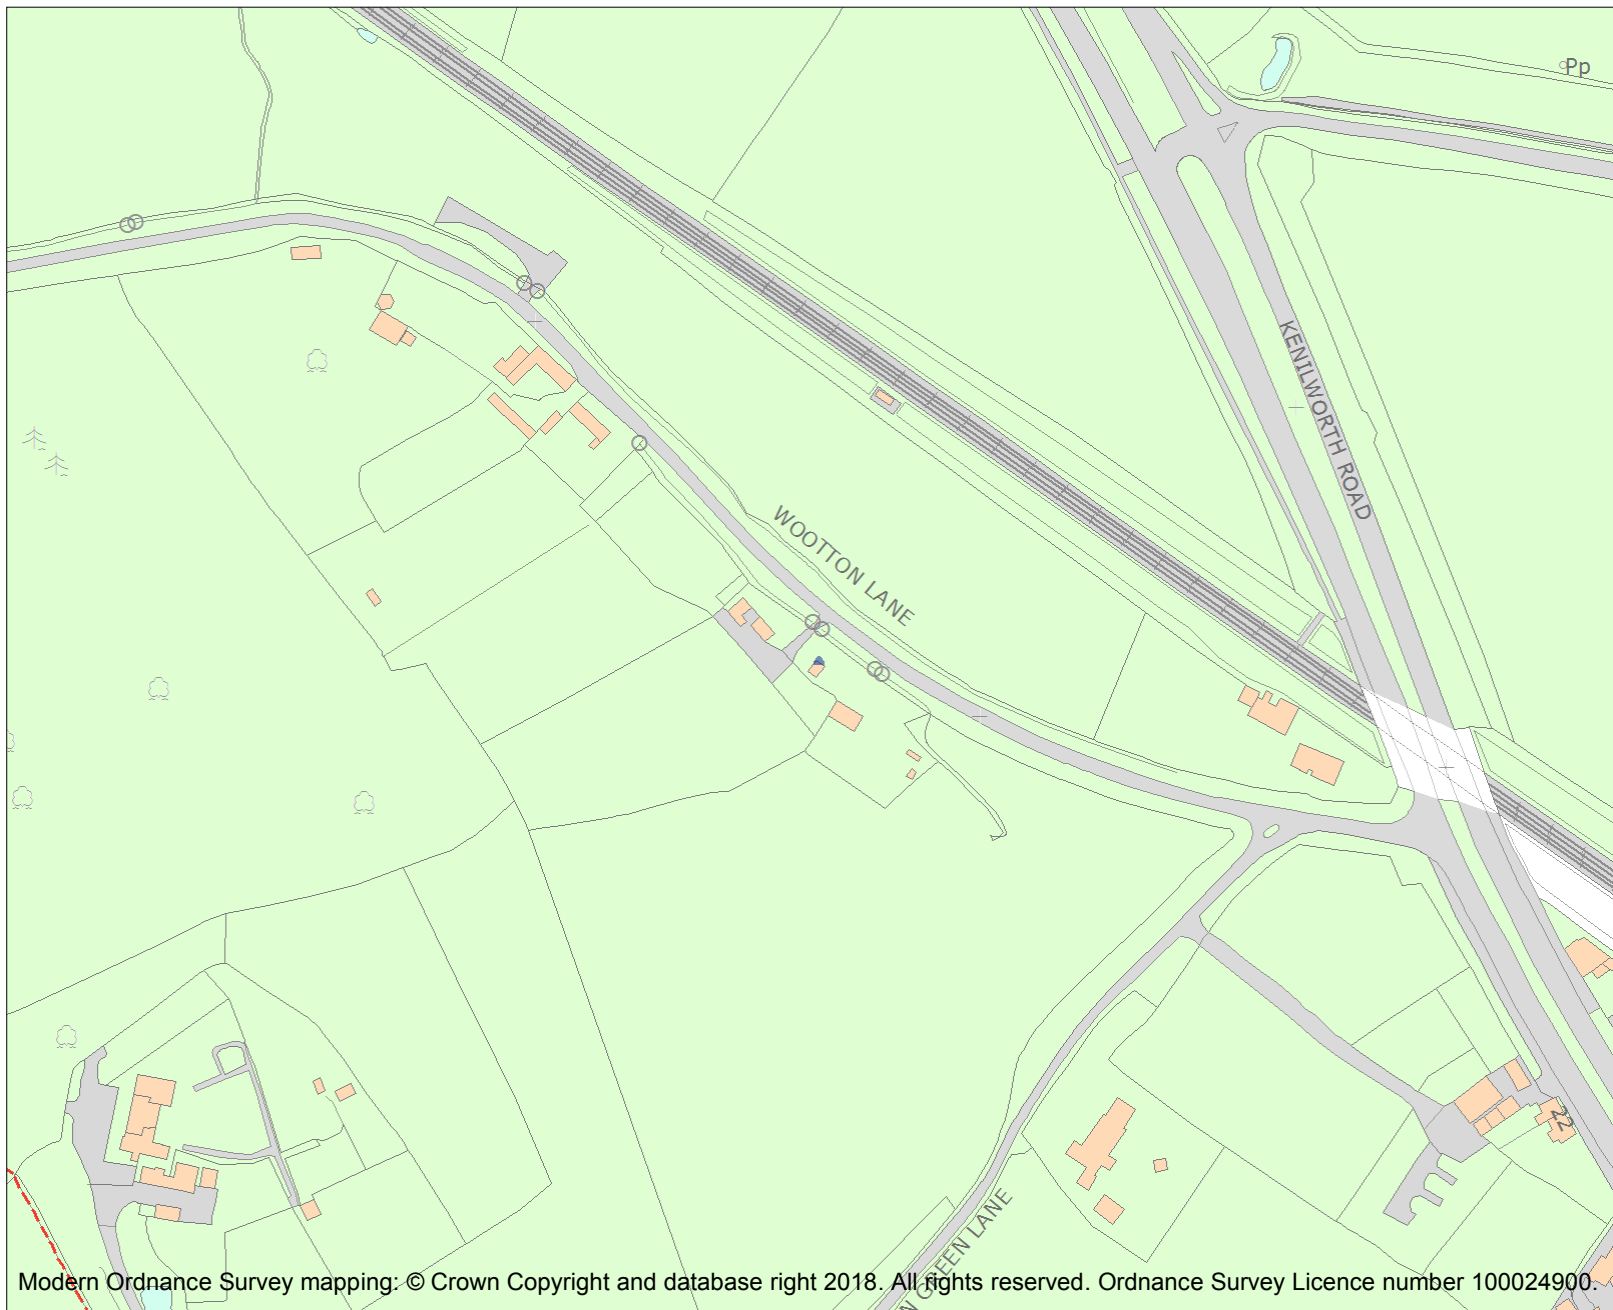 Pp
KENILWORTH ROAD
WOOTTON LANE
22
N GREEN LANE
Modern Ordnance Survey mapping: © Crown Copyright and database right 2018. All rights reserved. Ordnance Survey Licence number 100024900.